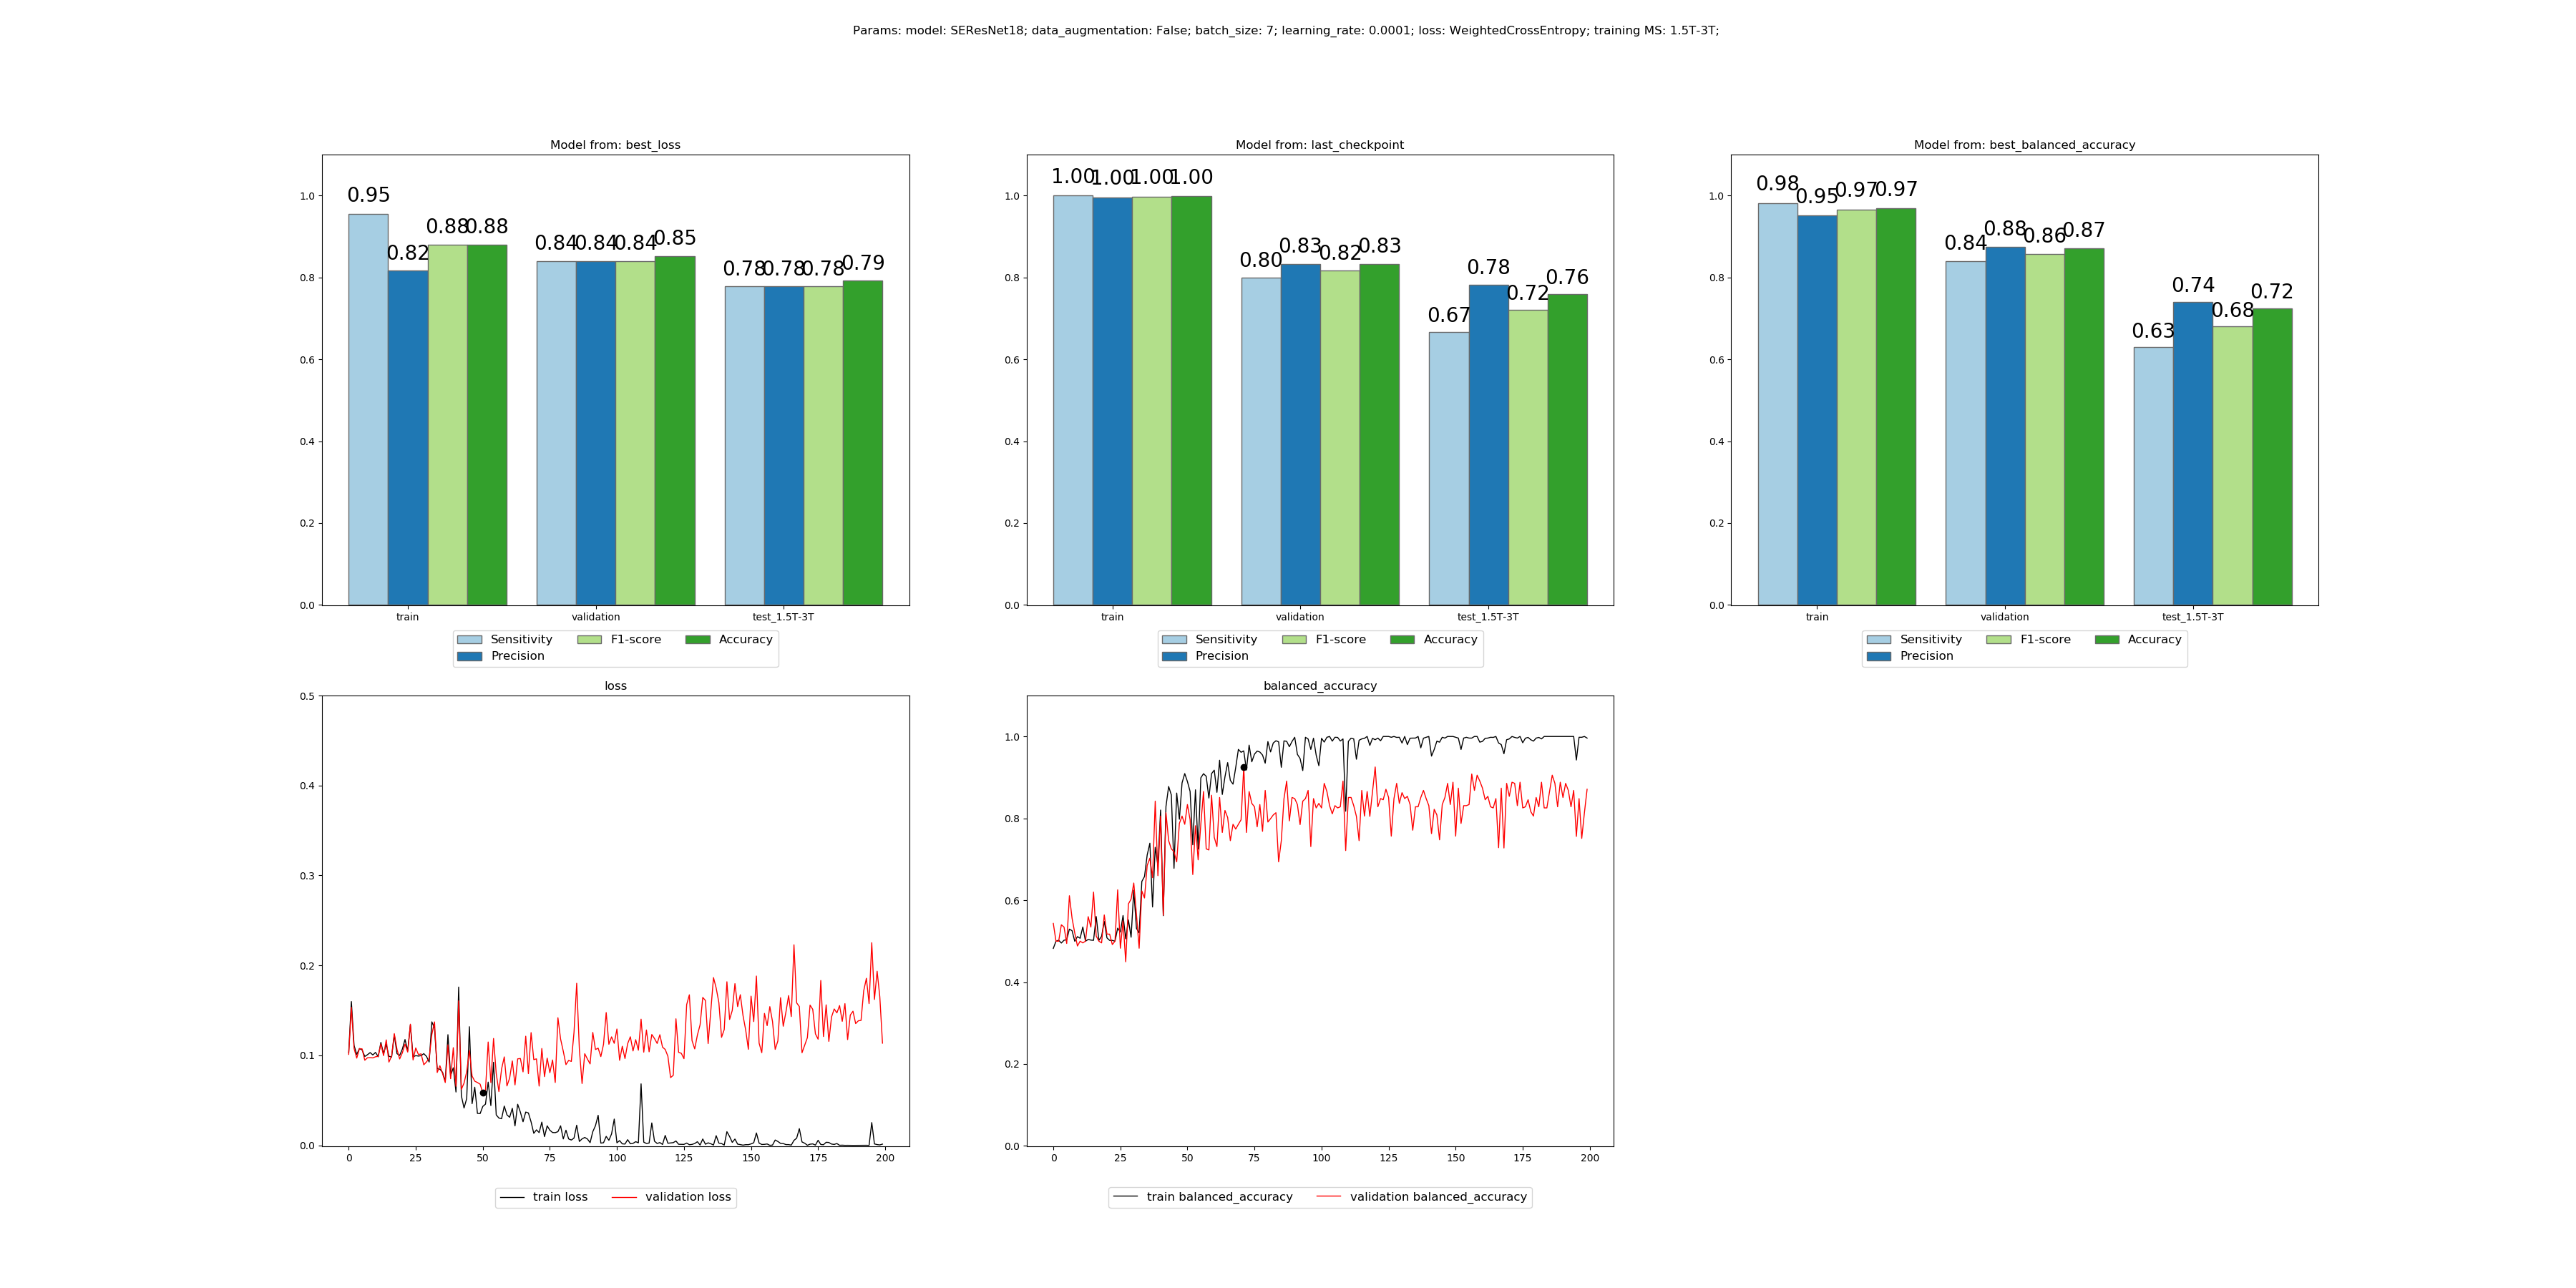 Params: model: SEResNet18; data_augmentation: False; batch_size: 7; learning_rate: 0.0001; loss: WeightedCrossEntropy; training MS: 1.5T-3T;
Model from: best_loss
1.0
0.8
0.6
0.4
0.2
0.0
0.95 0.82 0.88 0.88
0.84 0.84 0.84 0.85
0.78 0.78 0.78 0.79
train validation test_1.5T-3T
Sensitivity F1-score Accuracy
Precision
Model from: last_checkpoint
1.0
0.8
0.6
0.4
0.2
0.0
1.00 1.00 1.00 1.00
0.80 0.83 0.82 0.83
0.67 0.78 0.72 0.76
train validation test_1.5T-3T
Sensitivity F1-score Accuracy
Precision
Model from: best_balanced_accuracy
1.0
0.8
0.6
0.4
0.2
0.0
0.98 0.95 0.97 0.97
0.84 0.88 0.86 0.87
0.63 0.74 0.68 0.72
train validation test_1.5T-3T
Sensitivity F1-score Accuracy
Precision
loss
0.5
0.4
0.3
0.2
0.1
0.0
0 25 50 75 100 125 150 175 200
train loss validation loss
balanced_accuracy
1.0
0.8
0.6
0.4
0.2
0.0
0 25 50 75 100 125 150 175 200
train balanced_accuracy validation balanced_accuracy